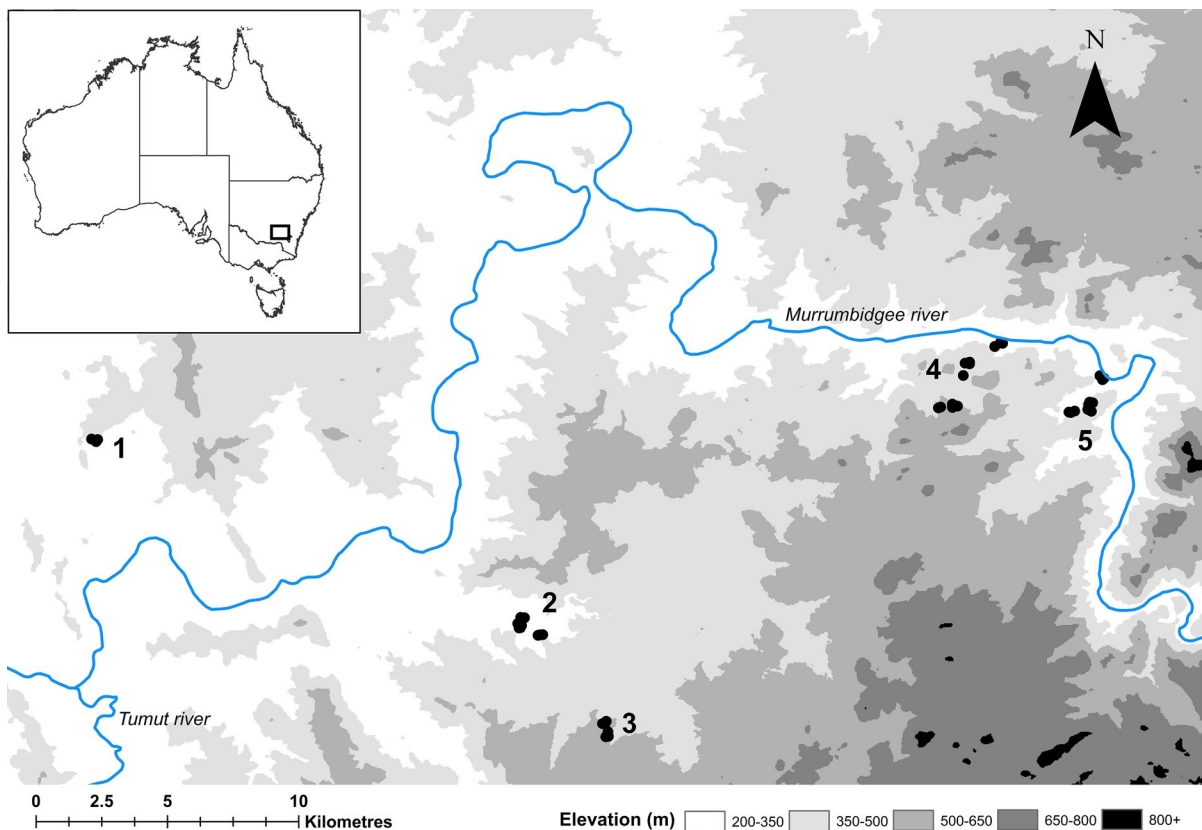 N
Murrumbidgee river
4
1
5
2
3
Tumut river
0 2.5 5 10
Kilometres
Elevation (m) 200-350 350-500 500-650 650-800 800+